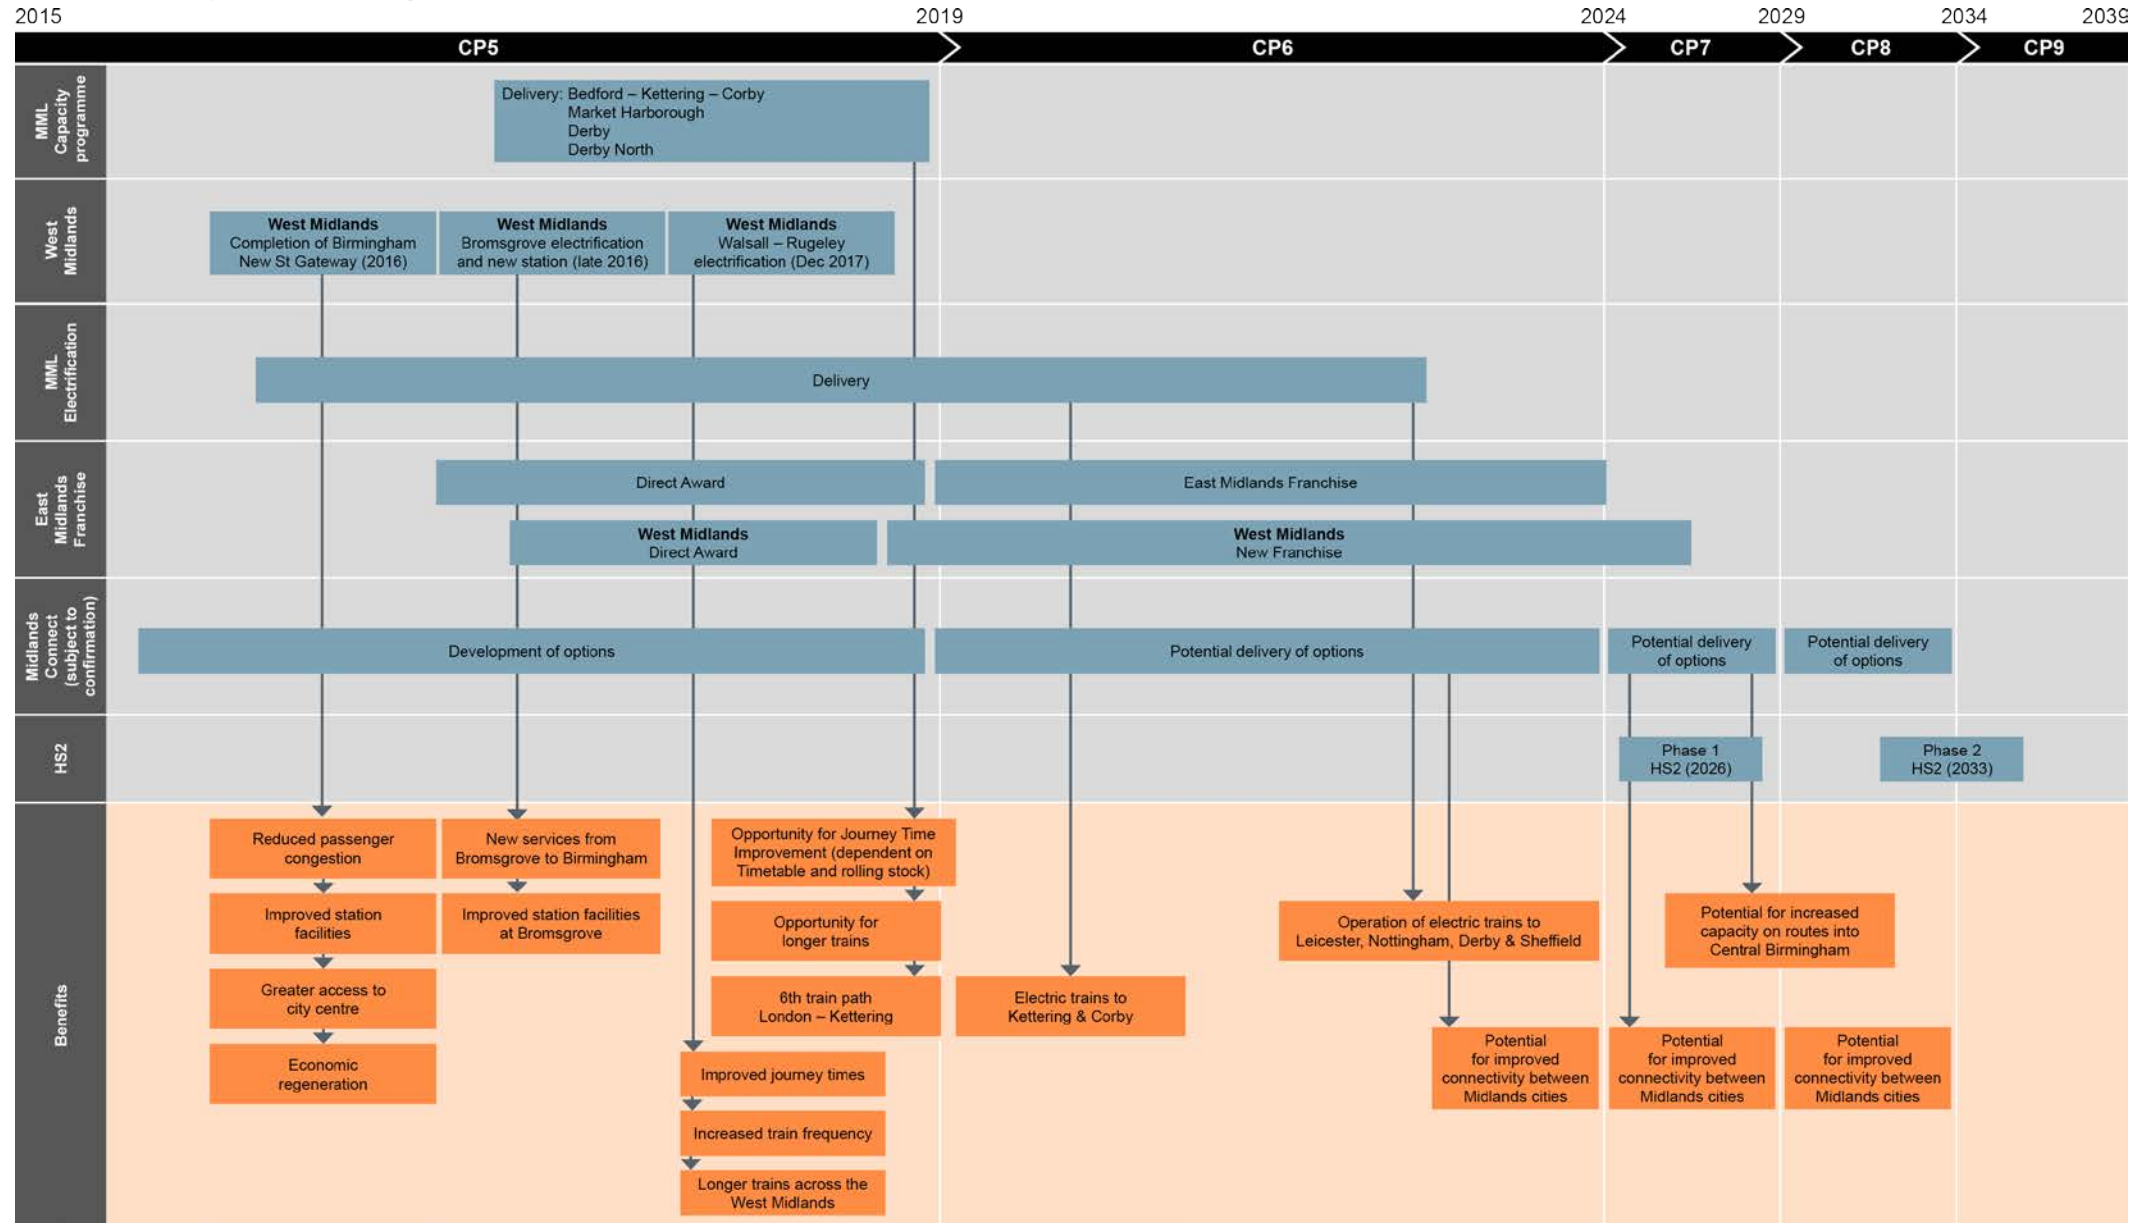 2015 2019 2024 2029 2034 2039
CP5 CP6 CP7 CP8 CP9
MML
Capacity
programme
Delivery: Bedford – Kettering – Corby
Market Harborough
Derby
Derby North
West
Midlands
West Midlands
Completion of Birmingham
New St Gateway (2016)
West Midlands
Bromsgrove electrification
and new station (late 2016)
West Midlands
Walsall – Rugeley
electrification (Dec 2017)
MML
Electrification
Delivery
East
Midlands
Franchise
Direct Award
East Midlands Franchise
West Midlands
Direct Award
West Midlands
New Franchise
Midlands
Connect
(subject to
confirmation)
Development of options
Potential delivery of options
Potential delivery
of options
Potential delivery
of options
HS2
Phase 1
HS2 (2026)
Phase 2
HS2 (2033)
Benefits
Reduced passenger
congestion
Improved station
facilities
Greater access to
city centre
Economic
regeneration
New services from
Bromsgrove to Birmingham
Improved station facilities
at Bromsgrove
Improved journey times
Increased train frequency
Longer trains across the
West Midlands
Opportunity for Journey Time
Improvement (dependent on
Timetable and rolling stock)
Opportunity for
longer trains
6th train path
London – Kettering
Electric trains to
Kettering & Corby
Operation of electric trains to
Leicester, Nottingham, Derby & Sheffield
Potential
for improved
connectivity between
Midlands cities
Potential for increased
capacity on routes into
Central Birmingham
Potential
for improved
connectivity between
Midlands cities
Potential
for improved
connectivity between
Midlands cities